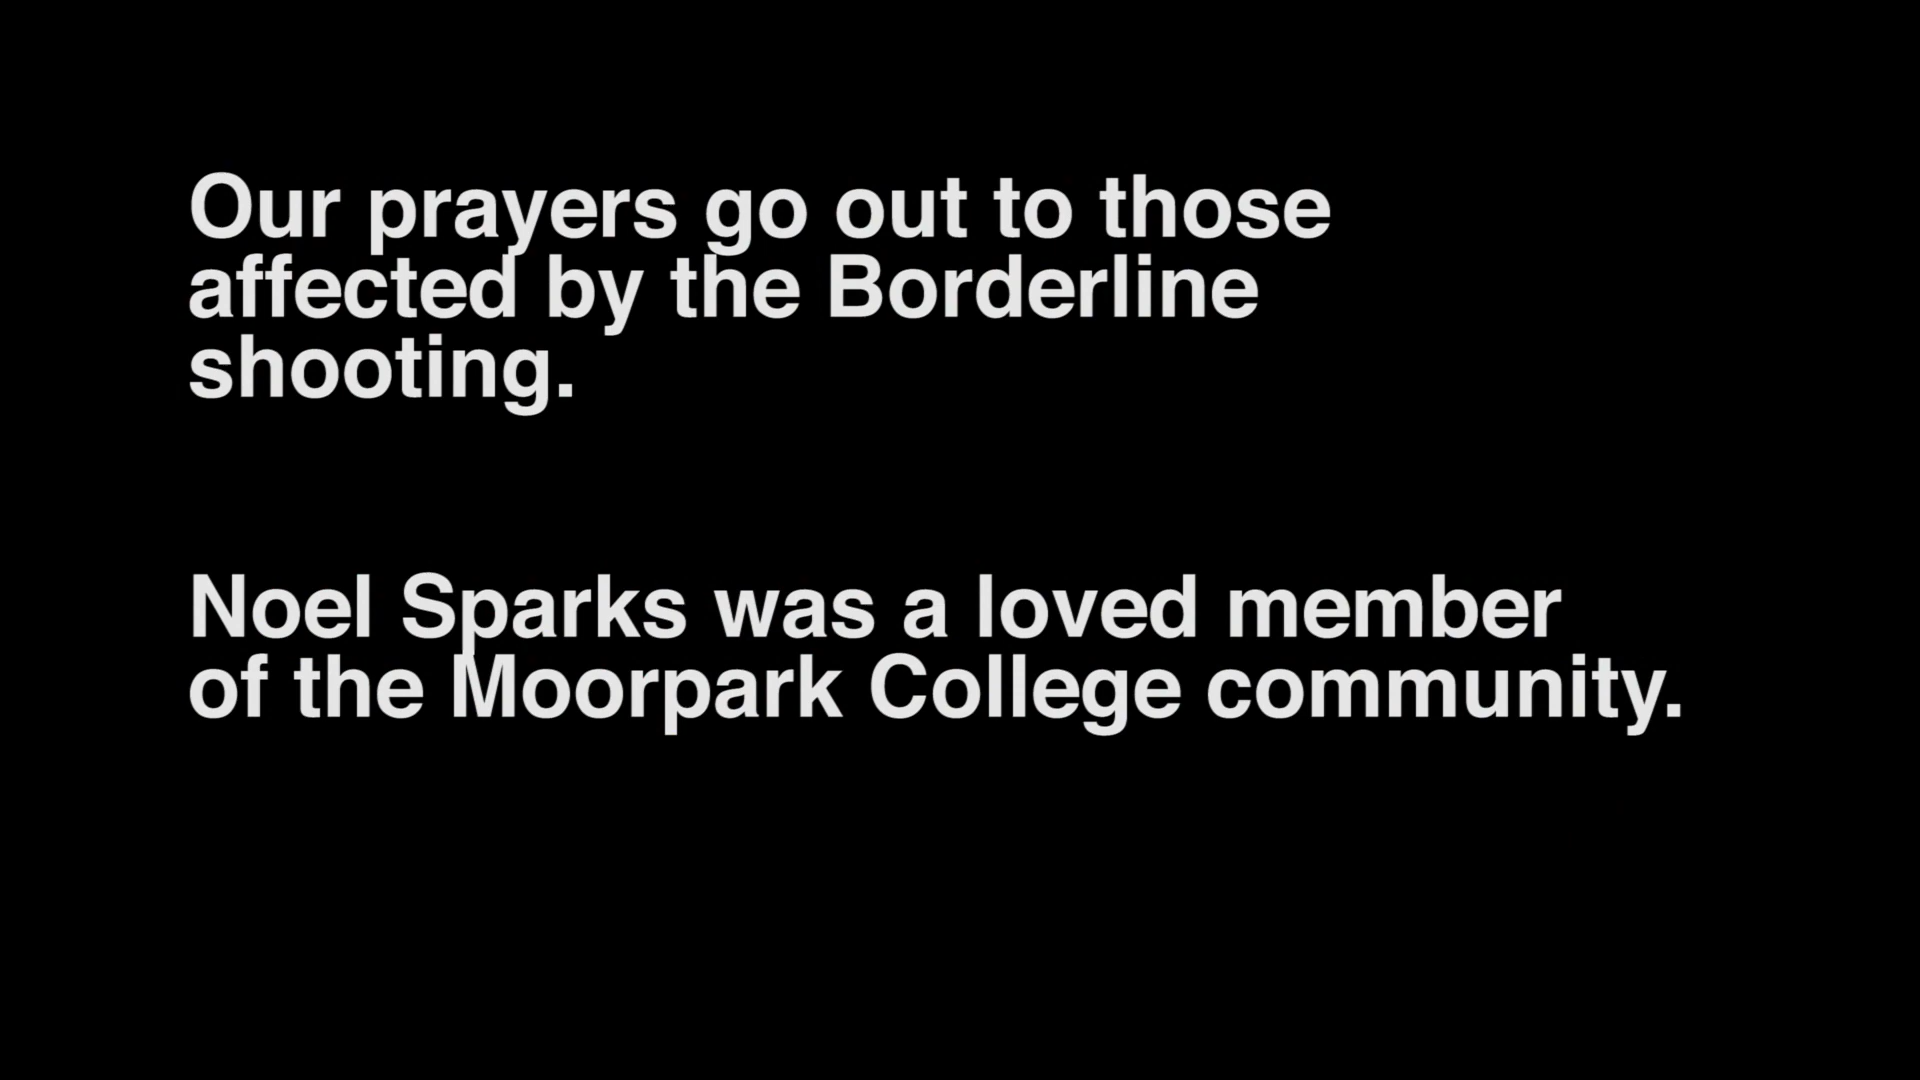 Our prayers go out to those
affected by the Borderline
shooting.
Noel Sparks was a loved member
of the Moorpark College community.